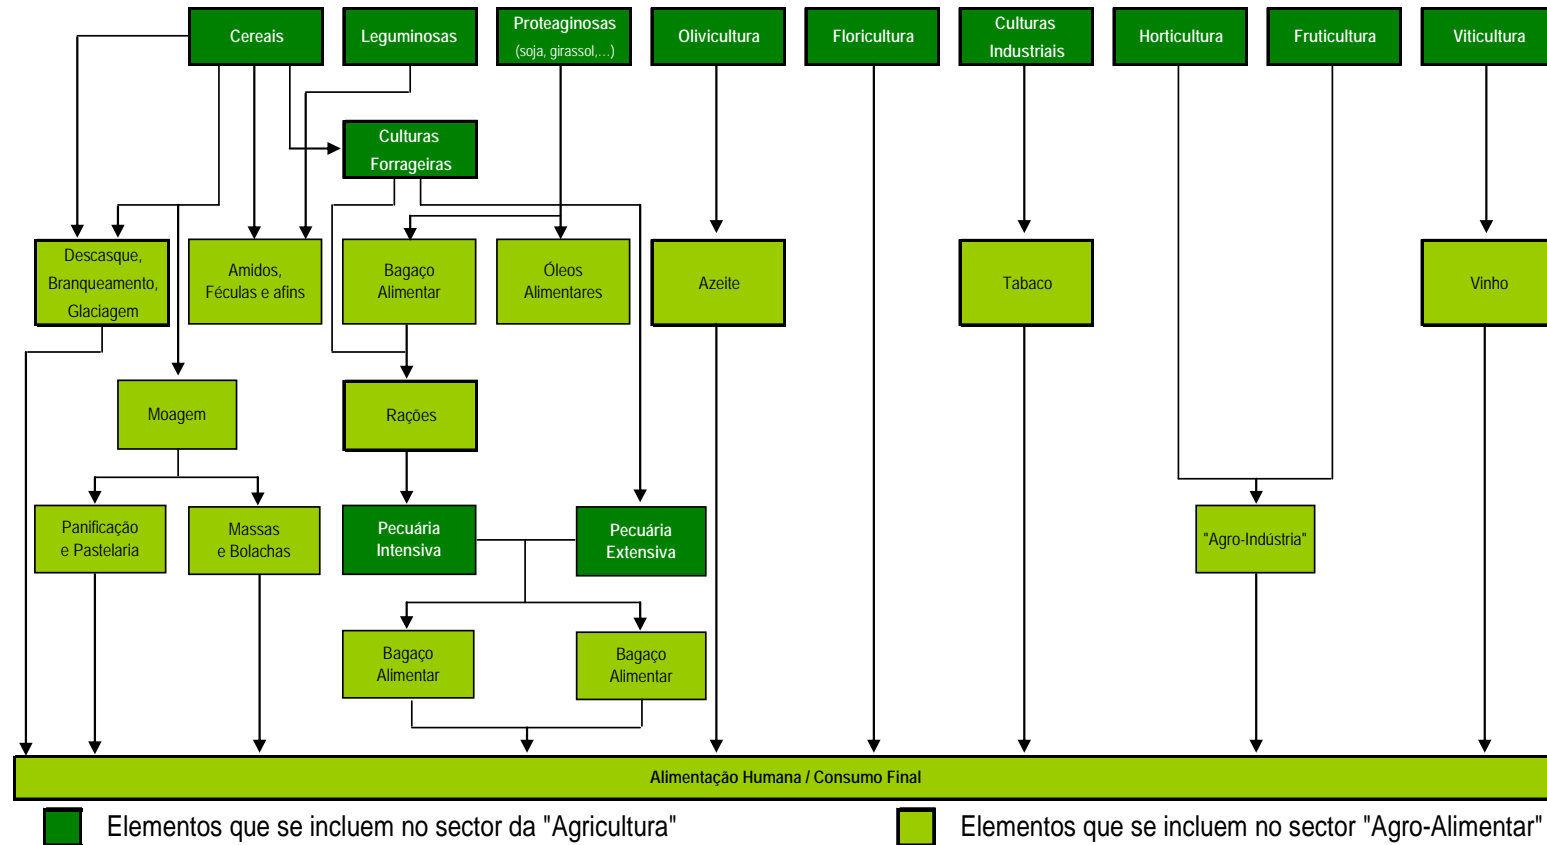 Cereais
Leguminosas
Proteaginosas
(soja, girassol,...)
Olivicultura
Floricultura
Culturas
Industriais
Horticultura
Fruticultura
Viticultura
Culturas
Forrageiras
Descasque,
Branqueamento,
Glaciagem
Amidos,
Féculas e afins
Bagaço
Alimentar
Óleos
Alimentares
Azeite
Tabaco
Vinho
Moagem
Rações
Panificação
e Pastelaria
Massas
e Bolachas
Pecuária
Intensiva
Pecuária
Extensiva
"Agro-Indústria"
Bagaço
Alimentar
Bagaço
Alimentar
Alimentação Humana / Consumo Final
Elementos que se incluem no sector da "Agricultura"
Elementos que se incluem no sector "Agro-Alimentar"